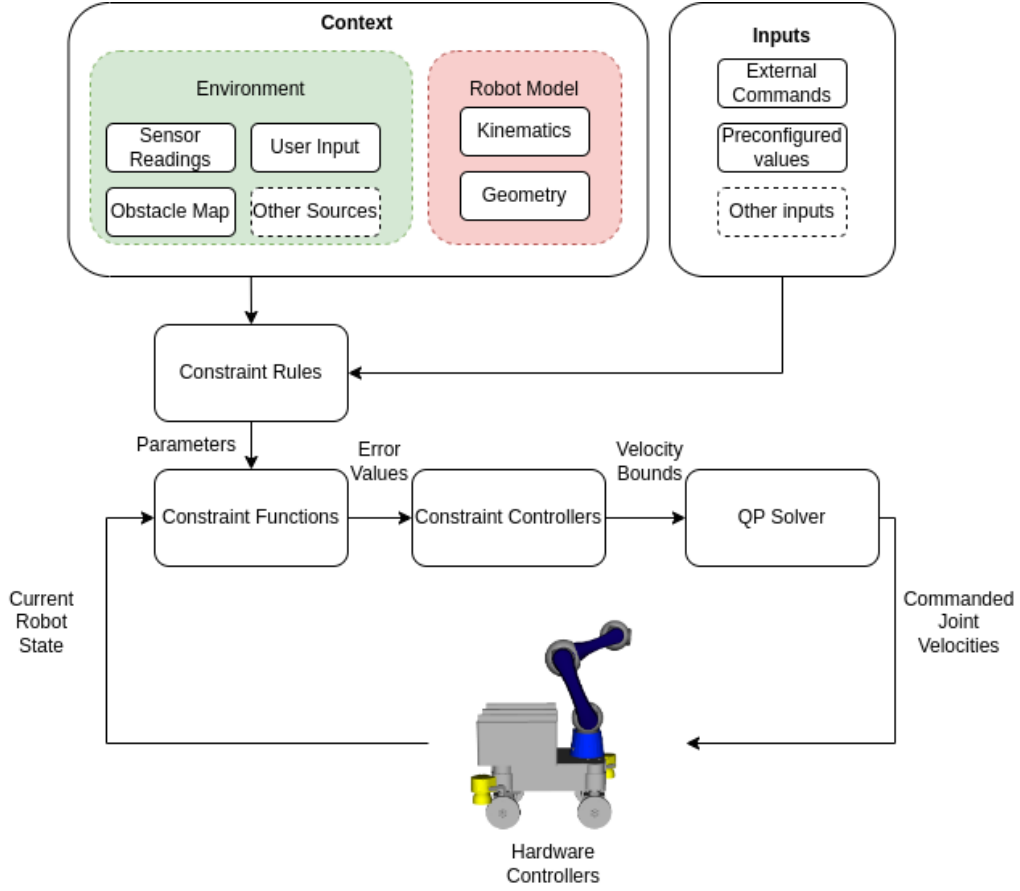 Context
Environment
Sensor
Readings
User Input
Obstacle Map
Other Sources
Robot Model
Kinematics
Geometry
Inputs
External
Commands
Preconfigured
values
Other inputs
Constraint Rules
Parameters
Error
Values
Velocity
Bounds
Constraint Functions
Constraint Controllers
QP Solver
Current
Robot
State
Commanded
Joint
Velocities
Hardware
Controllers